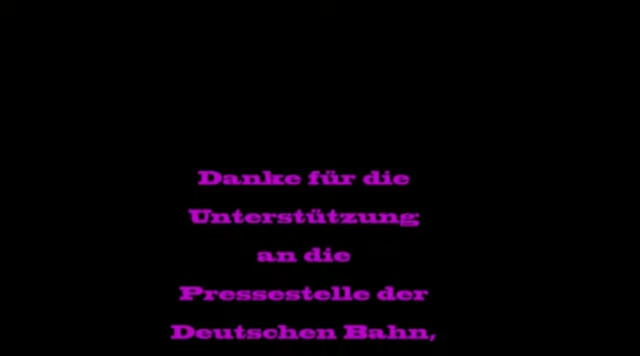 Danke für die
Unterstützung
an die
Pressestelle der
Deutschen Bahn,